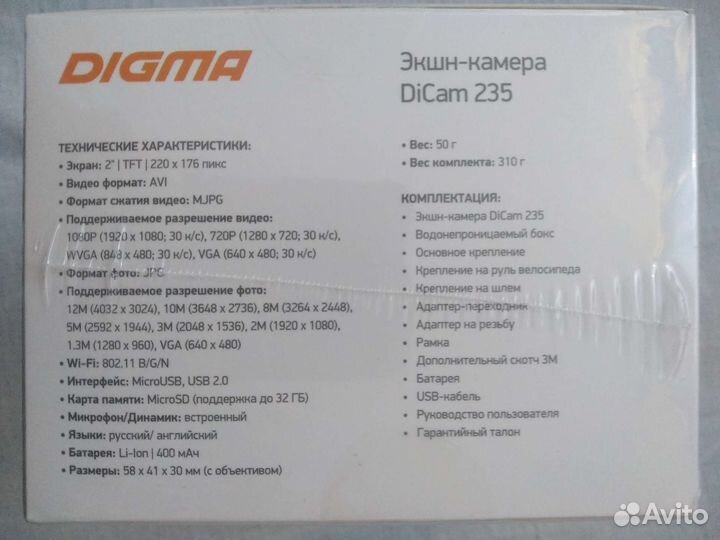 DIGMA
Экшн-камера
DiCam 235
ТЕХНИЧЕСКИЕ ХАРАКТЕРИСТИКИ:
• Экран: 2" | TFT | 220 x 176 пикс
• Видео формат: AVI
• Формат сжатия видео: MJPG
• Поддерживаемое разрешение видео:
1080P (1920 x 1080; 30 к/с), 720P (1280 x 720; 30 к/с),
WVGA (848 x 480; 30 к/с), VGA (640 x 480; 30 к/с)
• Формат фото: JPG
• Поддерживаемое разрешение фото:
12M (4032 x 3024), 10M (3648 x 2736), 8M (3264 x 2448),
5M (2592 x 1944), 3M (2048 x 1536), 2M (1920 x 1080),
1.3M (1280 x 960), VGA (640 x 480)
• Wi-Fi: 802.11 B/G/N
• Интерфейс: MicroUSB, USB 2.0
• Карта памяти: MicroSD (поддержка до 32 ГБ)
• Микрофон/Динамик: встроенный
• Языки: русский/ английский
• Батарея: Li-Ion | 400 мАч
• Размеры: 58 x 41 x 30 мм (с объективом)
• Вес: 50 г
• Вес комплекта: 310 г
КОМПЛЕКТАЦИЯ:
• Экшн-камера DiCam 235
• Водонепроницаемый бокс
• Основное крепление
• Крепление на руль велосипеда
• Крепление на шлем
• Адаптер-переходник
• Адаптер на резьбу
• Рамка
• Дополнительный скотч 3М
• Батарея
• USB-кабель
• Руководство пользователя
• Гарантийный талон
Avito